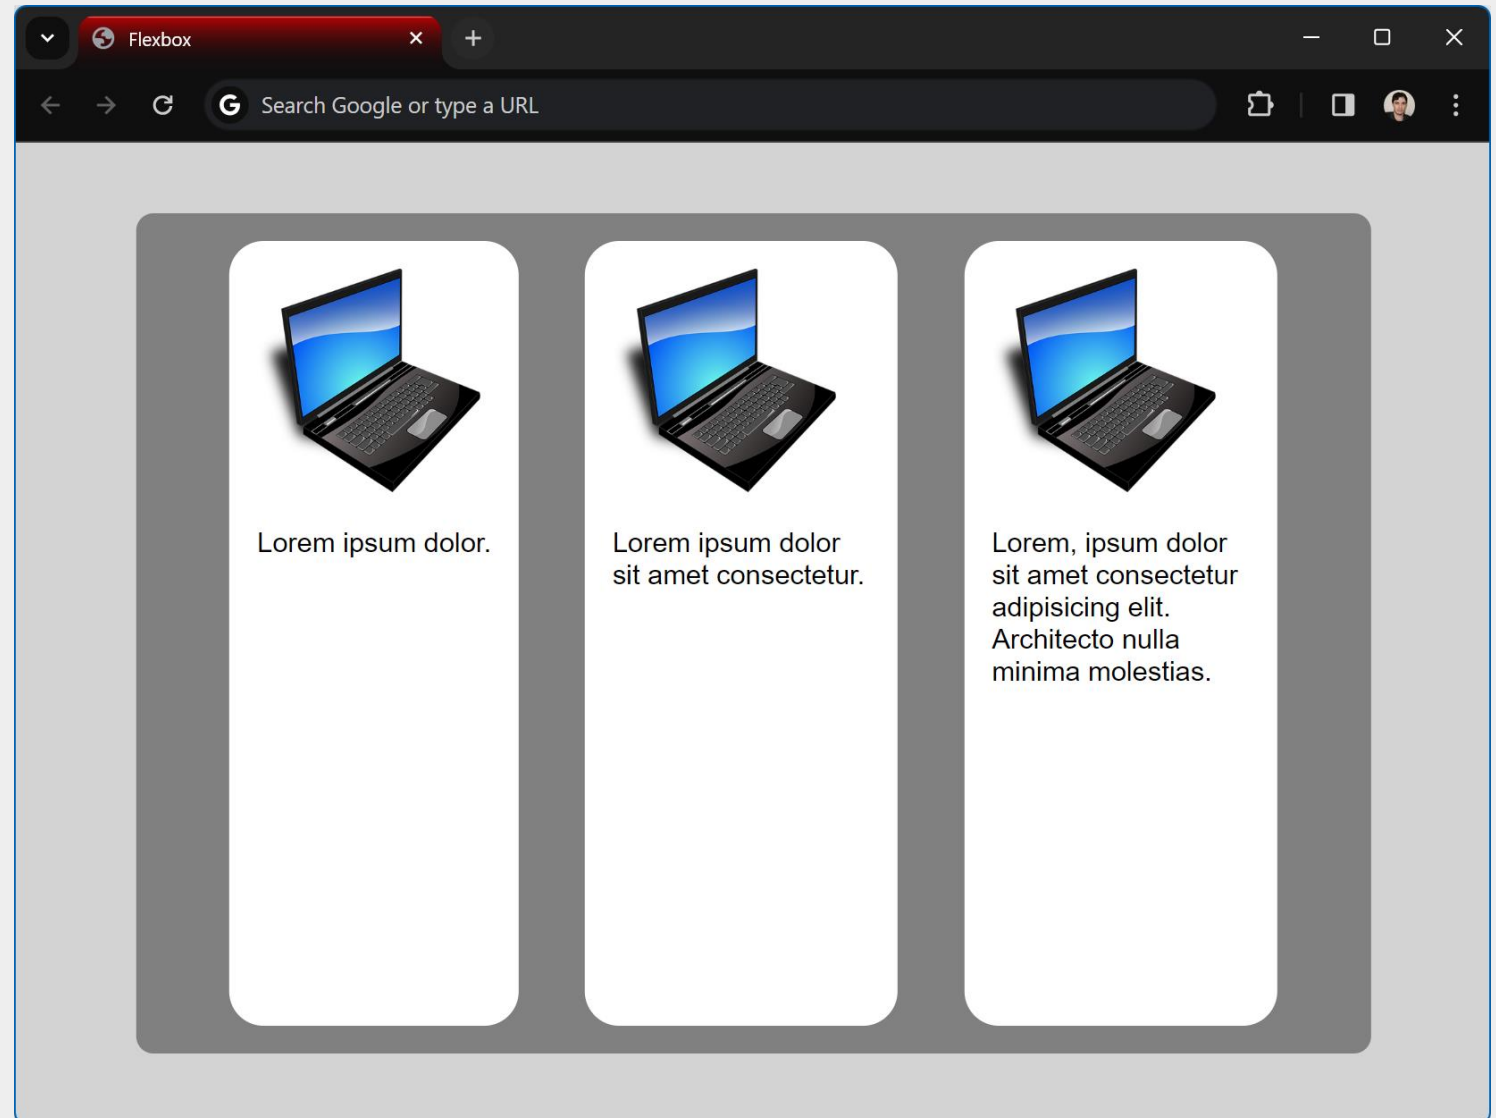 Flexbox
Search Google or type a URL
Lorem ipsum dolor.
Lorem ipsum dolor
sit amet consectetur.
Lorem, ipsum dolor
sit amet consectetur
adipisicing elit.
Architecto nulla
minima molestias.